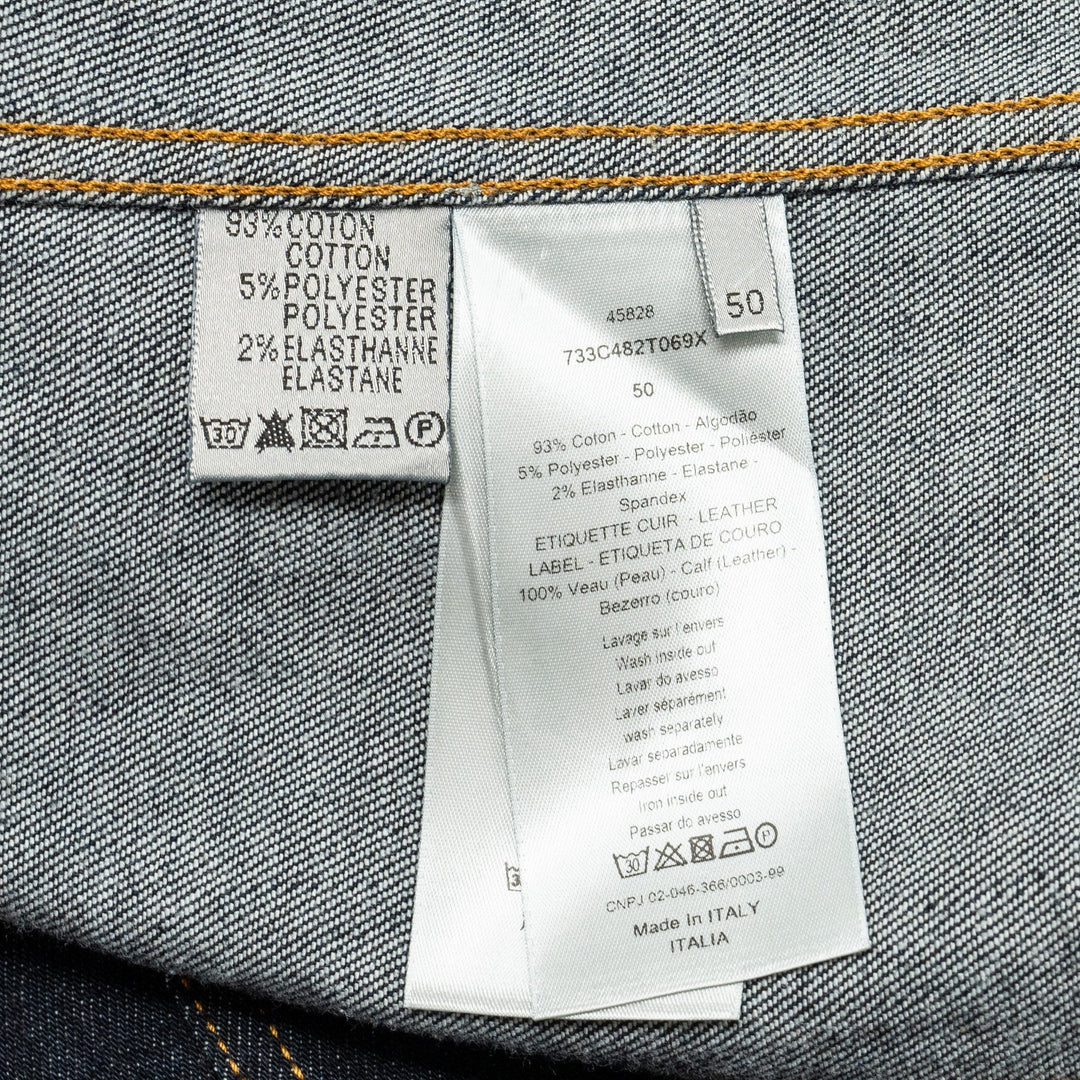 93% COTON
COTTON
5% POLYESTER
POLYESTER
2% ELASTHANNE
ELASTANE
30
P
50
45828
733C482T069X
50
93% Coton - Cotton - Algodão
5% Polyester - Polyester - Poliéster
2% Elasthanne - Elastane -
Spandex
ETIQUETTE CUIR - LEATHER
LABEL - ETIQUETA DE COURO
100% Veau (Peau) - Calf (Leather) -
Bezerro (couro)
Lavage sur l'envers
Wash inside out
Lavar do avesso
Laver séparément
wash separately
Lavar separadamente
Repasser sur l'envers
Iron inside out
Passar do avesso
30
P
CNPJ 02-046-366/0003-99
Made In ITALY
ITALIA